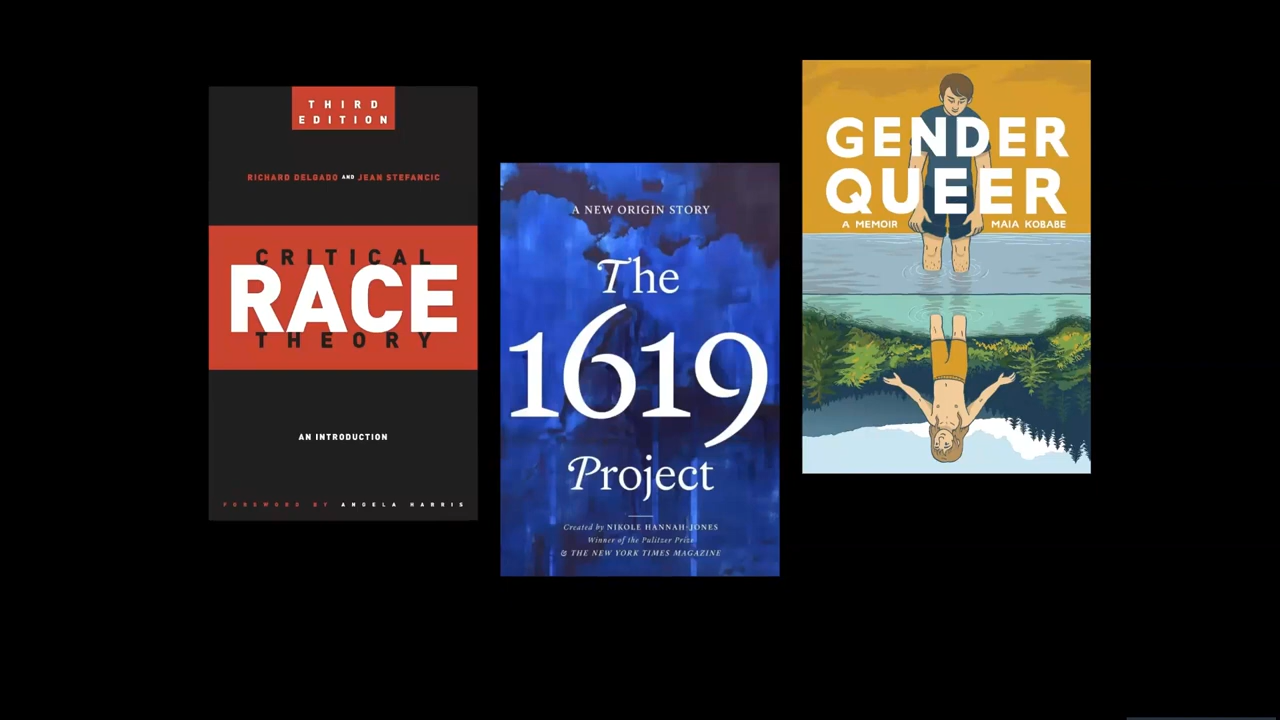 THIRD
EDITION
RICHARD DELGADO AND JEAN STEFANCIC
CRITICAL
RACE
THEORY
AN INTRODUCTION
FOREWORD BY ANGELA HARRIS
A NEW ORIGIN STORY
The
1619
Project
Created by NIKOLE HANNAH-JONES
Winner of the Pulitzer Prize
& THE NEW YORK TIMES MAGAZINE
GENDER
QUEER
A MEMOIR MAIA KOBABE